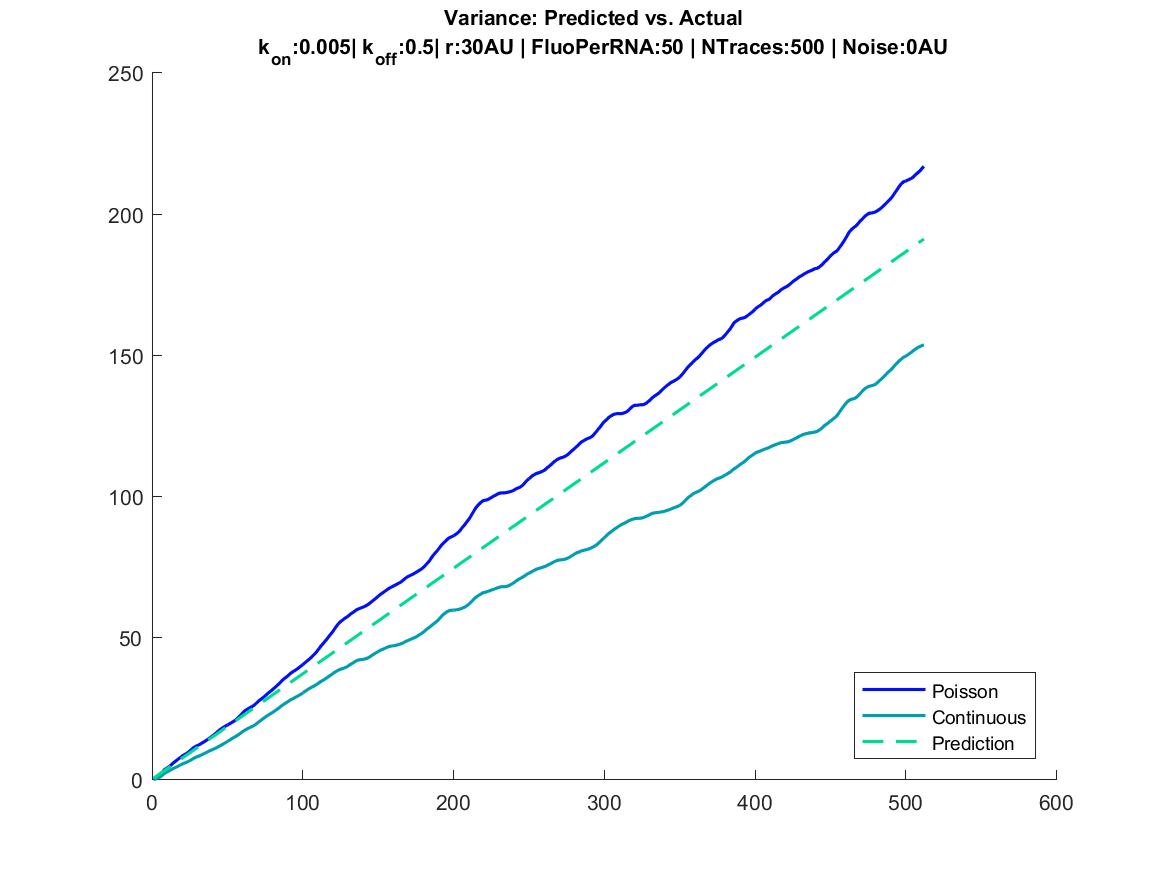 Variance: Predicted vs. Actual
kon:0.005| koff:0.5| r:30AU | FluoPerRNA:50 | NTraces:500 | Noise:0AU
250
200
150
100
50
0
0 100 200 300 400 500 600
Poisson
Continuous
Prediction